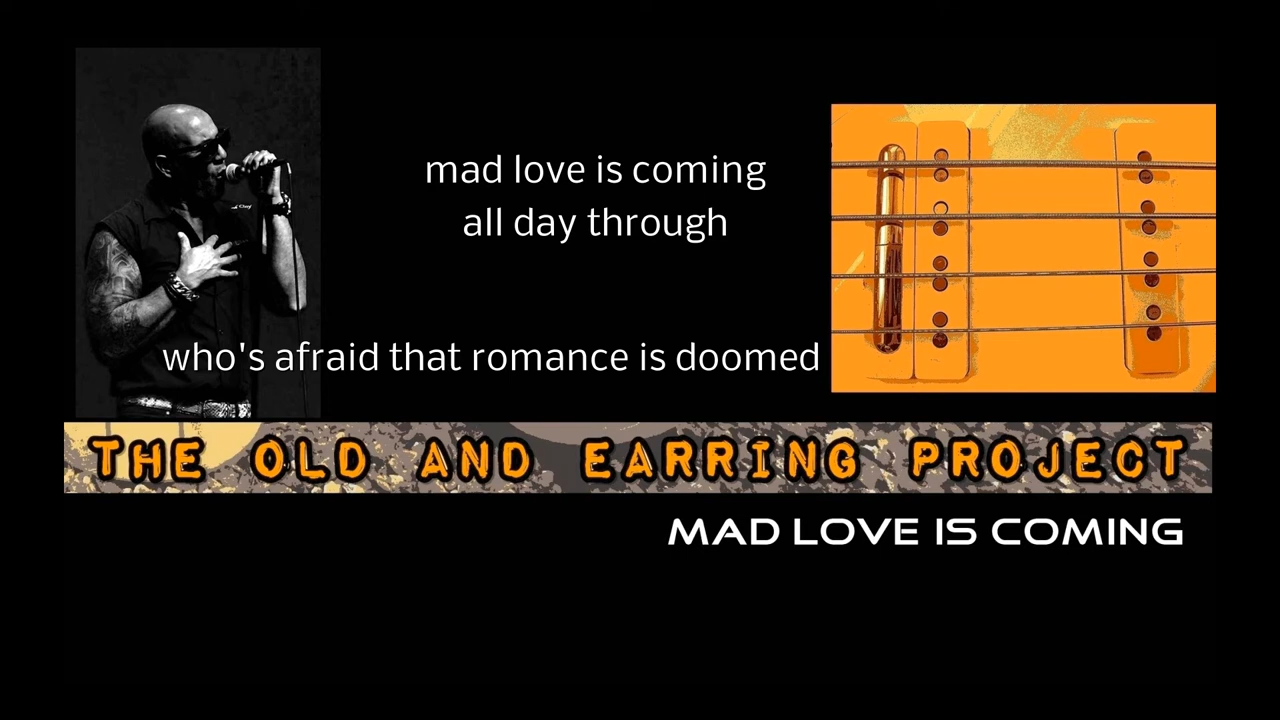 mad love is coming
all day through
who's afraid that romance is doomed
THE OLD AND EARRING PROJECT
MAD LOVE IS COMING